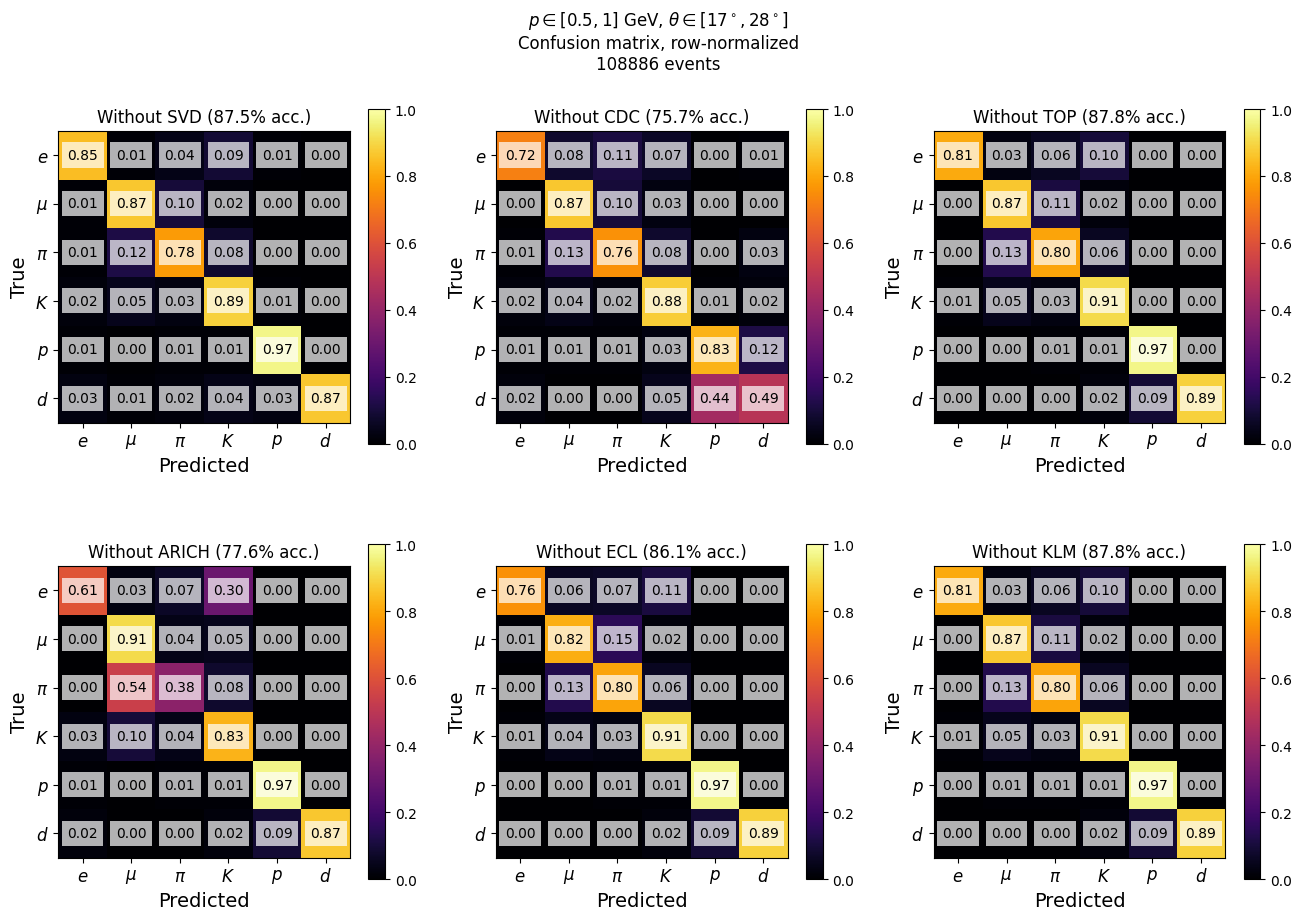 p ∈ [0.5, 1] GeV, θ ∈ [17°, 28°]
Confusion matrix, row-normalized
108886 events
Without SVD (87.5% acc.)
True
e 0.85 0.01 0.04 0.09 0.01 0.00
μ 0.01 0.87 0.10 0.02 0.00 0.00
π 0.01 0.12 0.78 0.08 0.00 0.00
K 0.02 0.05 0.03 0.89 0.01 0.00
p 0.01 0.00 0.01 0.01 0.97 0.00
d 0.03 0.01 0.02 0.04 0.03 0.87
e μ π K p d
Predicted
1.0
0.8
0.6
0.4
0.2
0.0
Without CDC (75.7% acc.)
True
e 0.72 0.08 0.11 0.07 0.00 0.01
μ 0.00 0.87 0.10 0.03 0.00 0.00
π 0.01 0.13 0.76 0.08 0.00 0.03
K 0.02 0.04 0.02 0.88 0.01 0.02
p 0.01 0.01 0.01 0.03 0.83 0.12
d 0.02 0.00 0.00 0.05 0.44 0.49
e μ π K p d
Predicted
1.0
0.8
0.6
0.4
0.2
0.0
Without TOP (87.8% acc.)
True
e 0.81 0.03 0.06 0.10 0.00 0.00
μ 0.00 0.87 0.11 0.02 0.00 0.00
π 0.00 0.13 0.80 0.06 0.00 0.00
K 0.01 0.05 0.03 0.91 0.00 0.00
p 0.00 0.00 0.01 0.01 0.97 0.00
d 0.00 0.00 0.00 0.02 0.09 0.89
e μ π K p d
Predicted
1.0
0.8
0.6
0.4
0.2
0.0
Without ARICH (77.6% acc.)
True
e 0.61 0.03 0.07 0.30 0.00 0.00
μ 0.00 0.91 0.04 0.05 0.00 0.00
π 0.00 0.54 0.38 0.08 0.00 0.00
K 0.03 0.10 0.04 0.83 0.00 0.00
p 0.01 0.00 0.01 0.01 0.97 0.00
d 0.02 0.00 0.00 0.02 0.09 0.87
e μ π K p d
Predicted
1.0
0.8
0.6
0.4
0.2
0.0
Without ECL (86.1% acc.)
True
e 0.76 0.06 0.07 0.11 0.00 0.00
μ 0.01 0.82 0.15 0.02 0.00 0.00
π 0.00 0.13 0.80 0.06 0.00 0.00
K 0.01 0.04 0.03 0.91 0.00 0.00
p 0.01 0.00 0.01 0.01 0.97 0.00
d 0.00 0.00 0.00 0.02 0.09 0.89
e μ π K p d
Predicted
1.0
0.8
0.6
0.4
0.2
0.0
Without KLM (87.8% acc.)
True
e 0.81 0.03 0.06 0.10 0.00 0.00
μ 0.00 0.87 0.11 0.02 0.00 0.00
π 0.00 0.13 0.80 0.06 0.00 0.00
K 0.01 0.05 0.03 0.91 0.00 0.00
p 0.00 0.01 0.01 0.01 0.97 0.00
d 0.00 0.00 0.00 0.02 0.09 0.89
e μ π K p d
Predicted
1.0
0.8
0.6
0.4
0.2
0.0